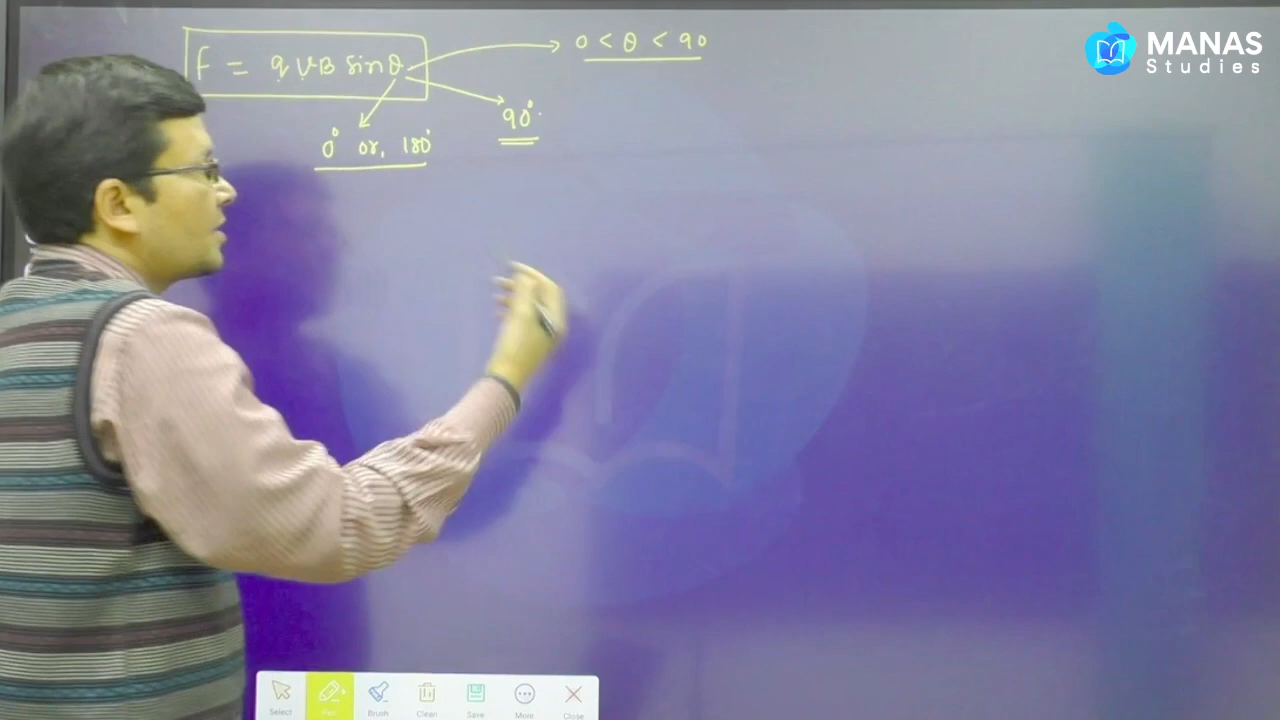 F = qVB sinθ
0 < θ < 90
90°.
0° or, 180°
MANAS
Studies
Select
Pen
Brush
Clean
Save
More
Close